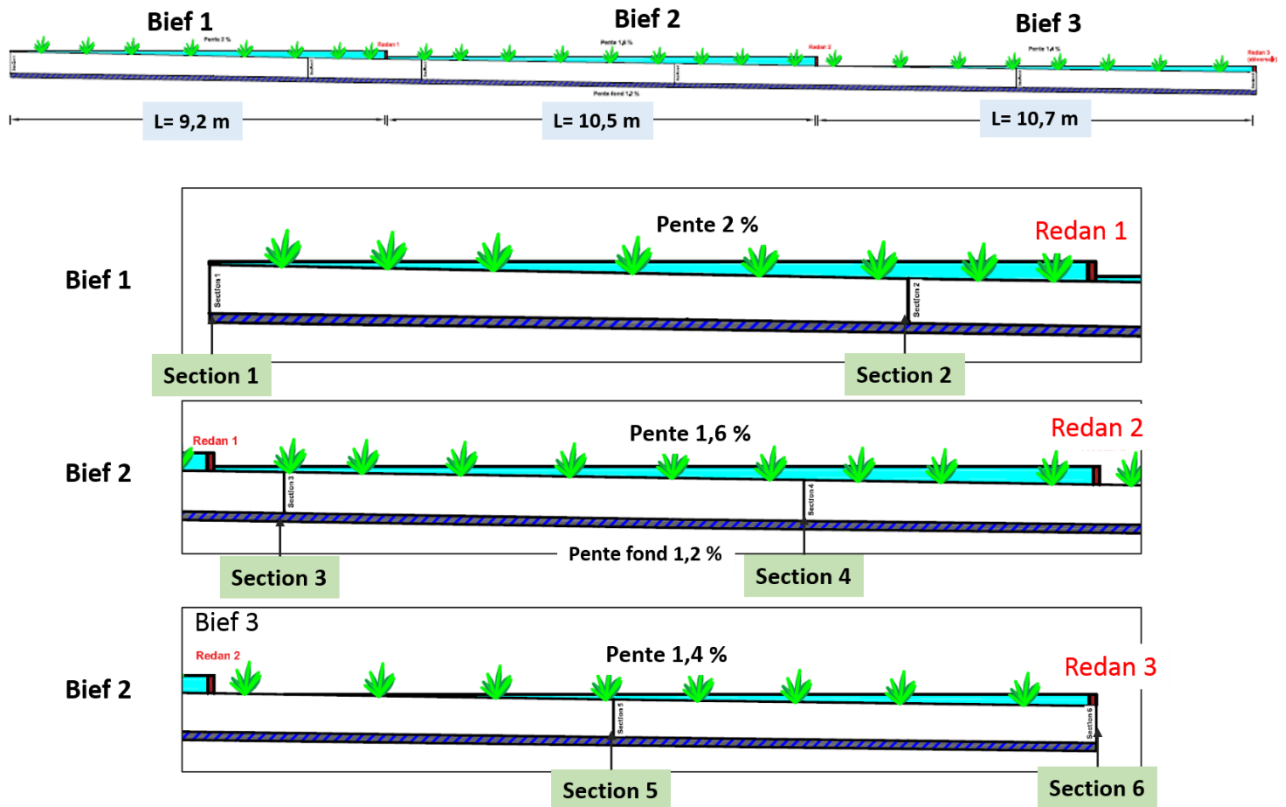 Bief 1
Bief 2
Bief 3
Pente 2 %
Redan 1
Pente 1,6 %
Redan 2
Pente 1,4 %
Redan 3
(déversoir)
Pente fond 1,2 %
L= 9,2 m
L= 10,5 m
L= 10,7 m
Pente 2 %
Redan 1
Bief 1
Section 1
Section 2
Section 1
Section 2
Redan 1
Pente 1,6 %
Redan 2
Bief 2
Section 3
Section 4
Pente fond 1,2 %
Section 3
Section 4
Bief 3
Redan 2
Pente 1,4 %
Redan 3
Bief 2
Section 5
Section 6
Section 5
Section 6